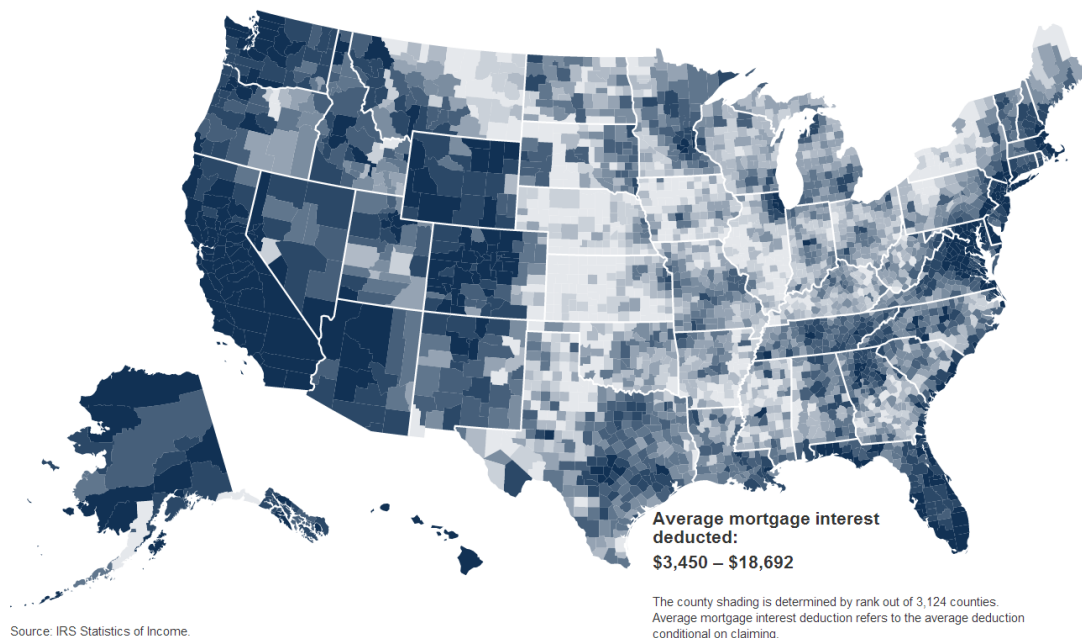 Average mortgage interest
deducted:
$3,450 – $18,692
The county shading is determined by rank out of 3,124 counties.
Average mortgage interest deduction refers to the average deduction
conditional on claiming.
Source: IRS Statistics of Income.